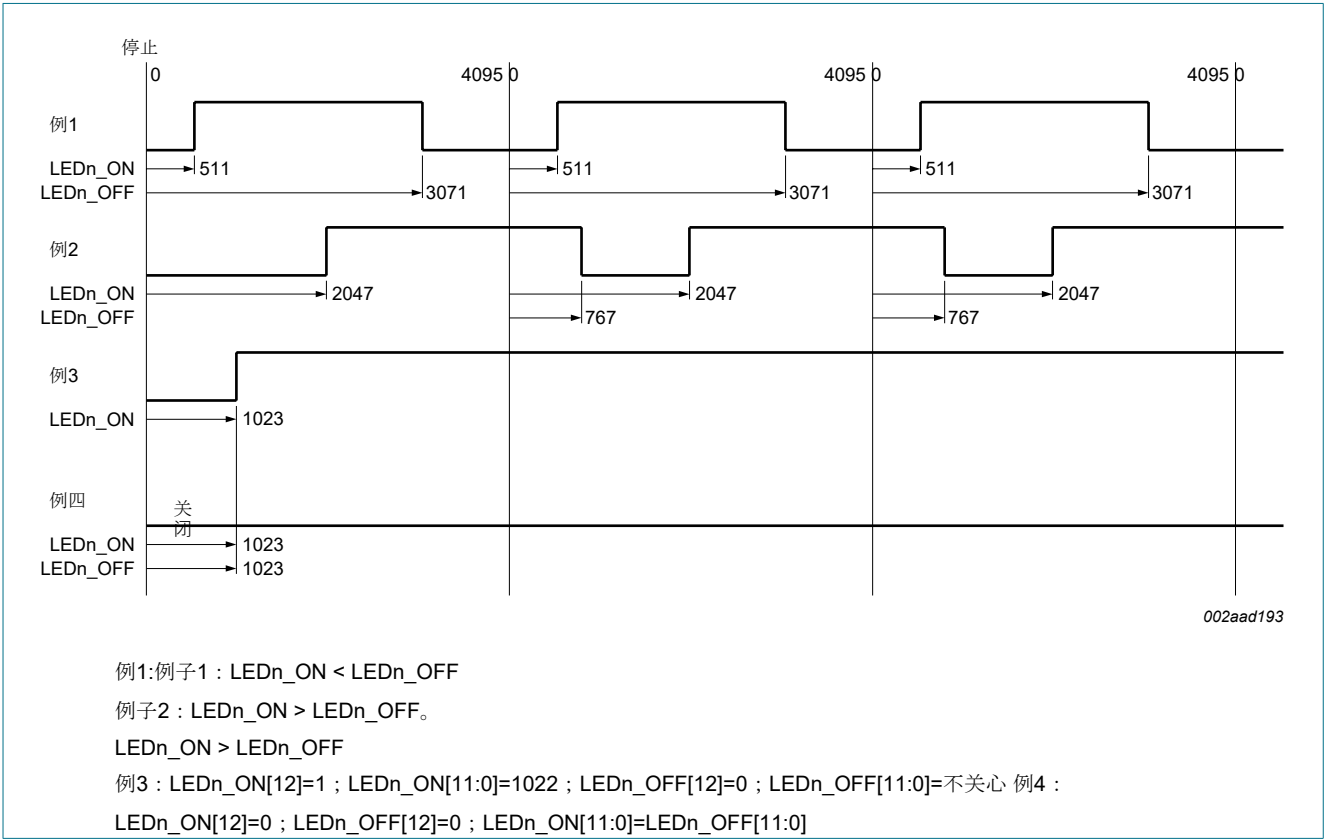 停止
0 4095 0 4095 0 4095 0
例1
LEDn_ON 511 511 511
LEDn_OFF 3071 3071 3071
例2
LEDn_ON 2047 2047 2047
LEDn_OFF 767 767
例3
LEDn_ON 1023
例四 关闭
LEDn_ON 1023
LEDn_OFF 1023
002aad193
例1:例子1：LEDn_ON < LEDn_OFF
例子2：LEDn_ON > LEDn_OFF。
LEDn_ON > LEDn_OFF
例3：LEDn_ON[12]=1；LEDn_ON[11:0]=1022；LEDn_OFF[12]=0；LEDn_OFF[11:0]=不关心 例4：
LEDn_ON[12]=0；LEDn_OFF[12]=0；LEDn_ON[11:0]=LEDn_OFF[11:0]